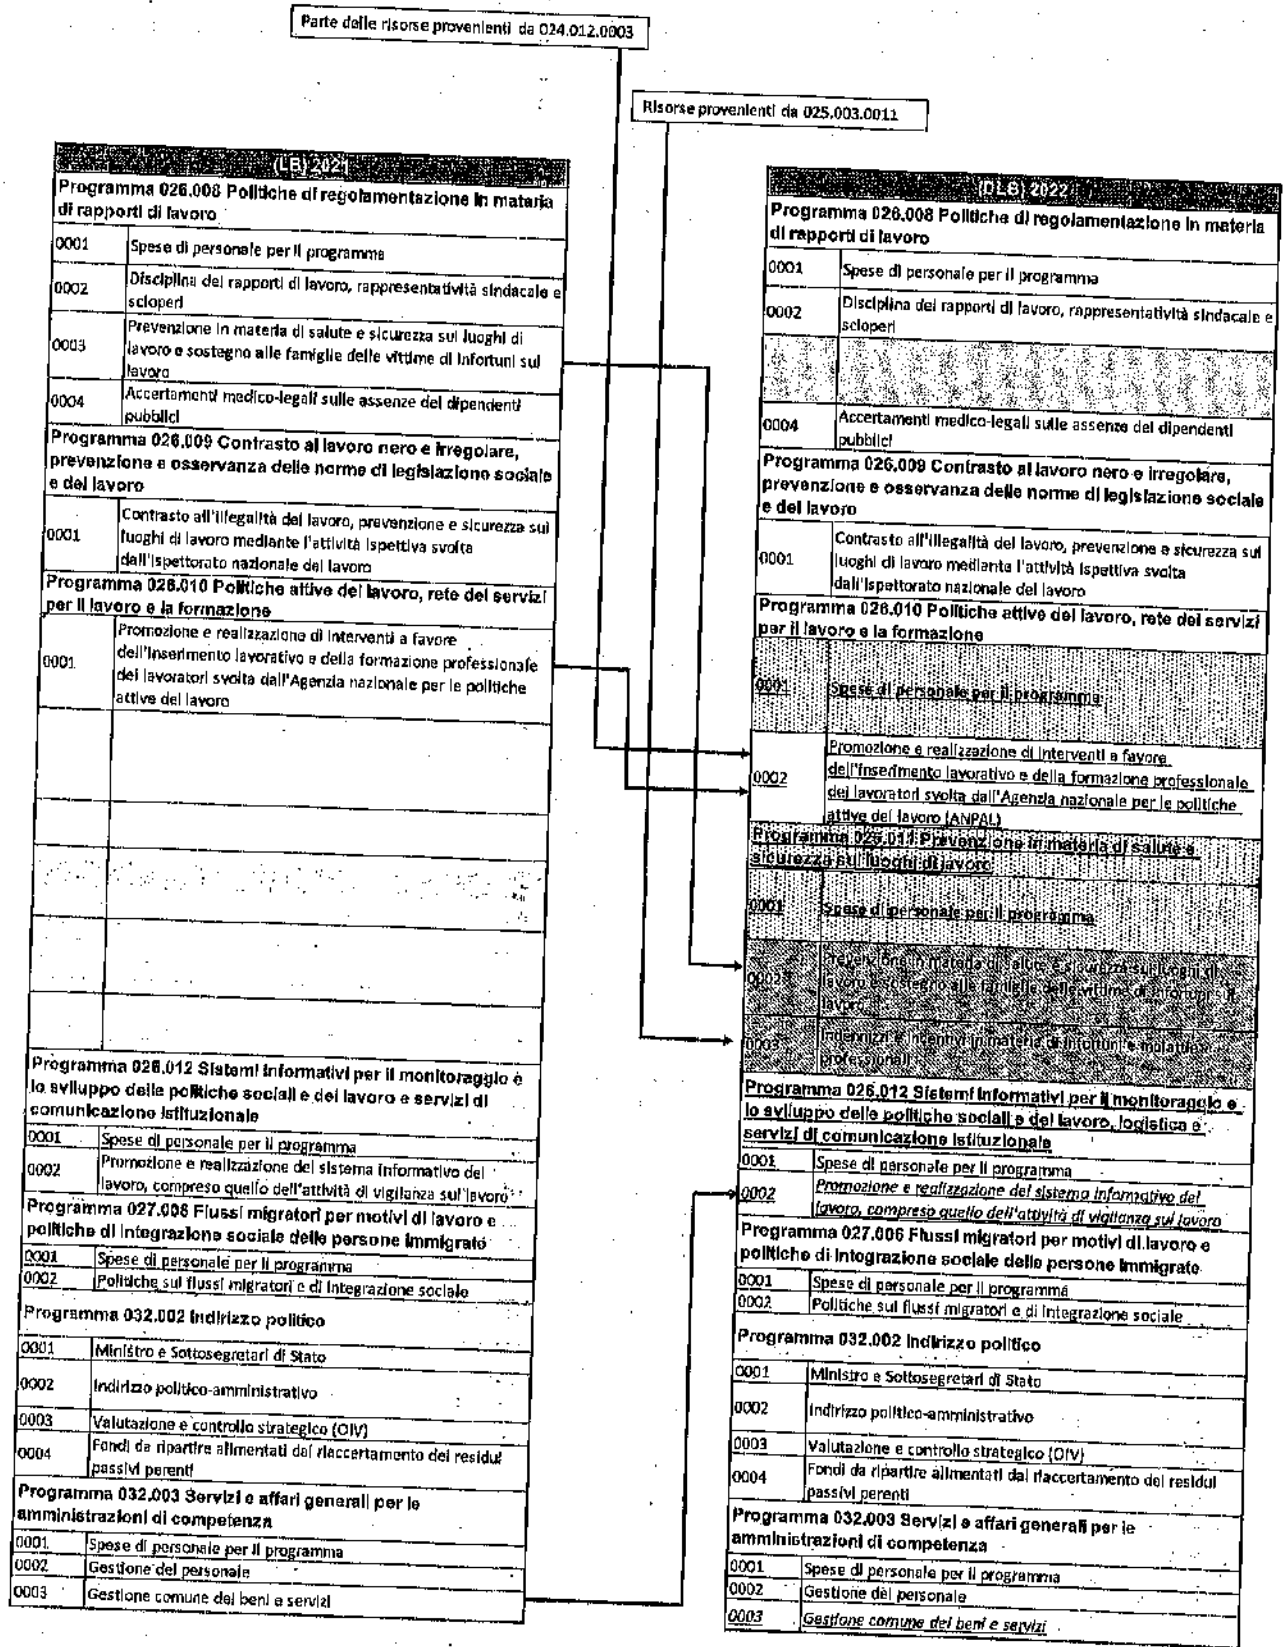 Parte delle risorse provenienti da 024.012.0003
Risorse provenienti da 025.003.0011
(LB) 2021
Programma 026.008 Politiche di regolamentazione in materia
di rapporti di lavoro
0001 Spese di personale per il programma
0002 Disciplina dei rapporti di lavoro, rappresentatività sindacale e
scioperi
0003 Prevenzione in materia di salute e sicurezza sui luoghi di
lavoro e sostegno alle famiglie delle vittime di infortuni sul
lavoro
0004 Accertamenti medico-legali sulle assenze dei dipendenti
pubblici
Programma 026.009 Contrasto al lavoro nero e irregolare,
prevenzione e osservanza delle norme di legislazione sociale
e del lavoro
0001 Contrasto all'illegalità del lavoro, prevenzione e sicurezza sui
luoghi di lavoro mediante l'attività ispettiva svolta
dall'ispettorato nazionale del lavoro
Programma 026.010 Politiche attive del lavoro, rete dei servizi
per il lavoro e la formazione
0001 Promozione e realizzazione di interventi a favore
dell'inserimento lavorativo e della formazione professionale
dei lavoratori svolta dall'Agenzia nazionale per le politiche
attive del lavoro
Programma 026.012 Sistemi informativi per il monitoraggio e
lo sviluppo delle politiche sociali e del lavoro e servizi di
comunicazione istituzionale
0001 Spese di personale per il programma
0002 Promozione e realizzazione del sistema informativo del
lavoro, compreso quello dell'attività di vigilanza sul lavoro
Programma 027.006 Flussi migratori per motivi di lavoro e
politiche di integrazione sociale delle persone immigrate
0001 Spese di personale per il programma
0002 Politiche sui flussi migratori e di integrazione sociale
Programma 032.002 Indirizzo politico
0001 Ministro e Sottosegretari di Stato
0002 Indirizzo politico-amministrativo
0003 Valutazione e controllo strategico (OIV)
0004 Fondi da ripartire alimentati dal riaccertamento dei residui
passivi perenti
Programma 032.003 Servizi e affari generali per le
amministrazioni di competenza
0001 Spese di personale per il programma
0002 Gestione del personale
0003 Gestione comune dei beni e servizi
(DLB) 2022
Programma 026.008 Politiche di regolamentazione in materia
di rapporti di lavoro
0001 Spese di personale per il programma
0002 Disciplina dei rapporti di lavoro, rappresentatività sindacale e
scioperi
0004 Accertamenti medico-legali sulle assenze dei dipendenti
pubblici
Programma 026.009 Contrasto al lavoro nero e irregolare,
prevenzione e osservanza delle norme di legislazione sociale
e del lavoro
0001 Contrasto all'illegalità del lavoro, prevenzione e sicurezza sui
luoghi di lavoro mediante l'attività ispettiva svolta
dall'ispettorato nazionale del lavoro
Programma 026.010 Politiche attive del lavoro, rete dei servizi
per il lavoro e la formazione
0001 Spese di personale per il programma
0002 Promozione e realizzazione di interventi a favore
dell'inserimento lavorativo e della formazione professionale
dei lavoratori svolta dall'Agenzia nazionale per le politiche
attive del lavoro (ANPAL)
Programma 026.011 Prevenzione in materia di salute e
sicurezza sui luoghi di lavoro
0001 Spese di personale per il programma
0002 Prevenzione in materia di salute e sicurezza sui luoghi di
lavoro e sostegno alle famiglie delle vittime di infortuni sul
lavoro
0003 Indennizzi e incentivi in materia di infortuni e malattie
professionali
Programma 026.012 Sistemi informativi per il monitoraggio e
lo sviluppo delle politiche sociali e del lavoro, logistica e
servizi di comunicazione istituzionale
0001 Spese di personale per il programma
0002 Promozione e realizzazione del sistema informativo del
lavoro, compreso quello dell'attività di vigilanza sul lavoro
Programma 027.006 Flussi migratori per motivi di lavoro e
politiche di integrazione sociale delle persone immigrate
0001 Spese di personale per il programma
0002 Politiche sui flussi migratori e di integrazione sociale
Programma 032.002 Indirizzo politico
0001 Ministro e Sottosegretari di Stato
0002 Indirizzo politico-amministrativo
0003 Valutazione e controllo strategico (OIV)
0004 Fondi da ripartire alimentati dal riaccertamento dei residui
passivi perenti
Programma 032.003 Servizi e affari generali per le
amministrazioni di competenza
0001 Spese di personale per il programma
0002 Gestione del personale
0003 Gestione comune dei beni e servizi